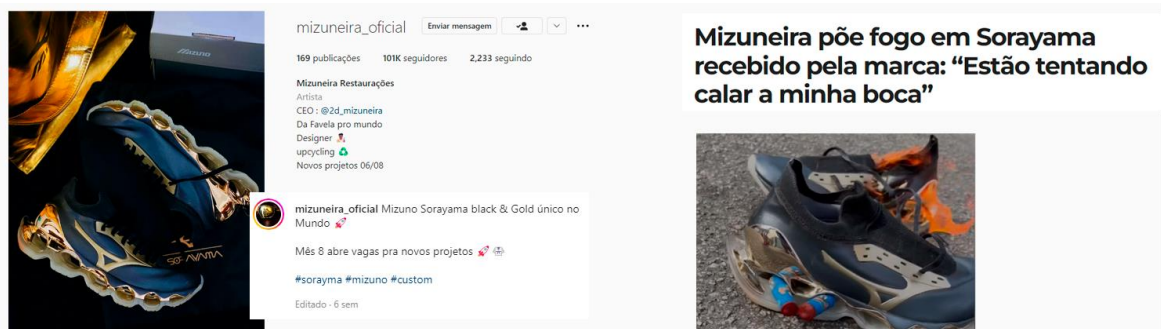 Mizuno
mizuneira_oficial
Enviar mensagem
169 publicações 101K seguidores 2,233 seguindo
Mizuneira Restaurações
Artista
CEO : @2d_mizuneira
Da Favela pro mundo
Designer
upcycling
Novos projetos 06/08
mizuneira_oficial Mizuno Sorayama black & Gold único no
Mundo 🚀
Mês 8 abre vagas pra novos projetos 🚀
#sorayma #mizuno #custom
Editado · 6 sem
Mizuneira põe fogo em Sorayama
recebido pela marca: “Estão tentando
calar a minha boca”